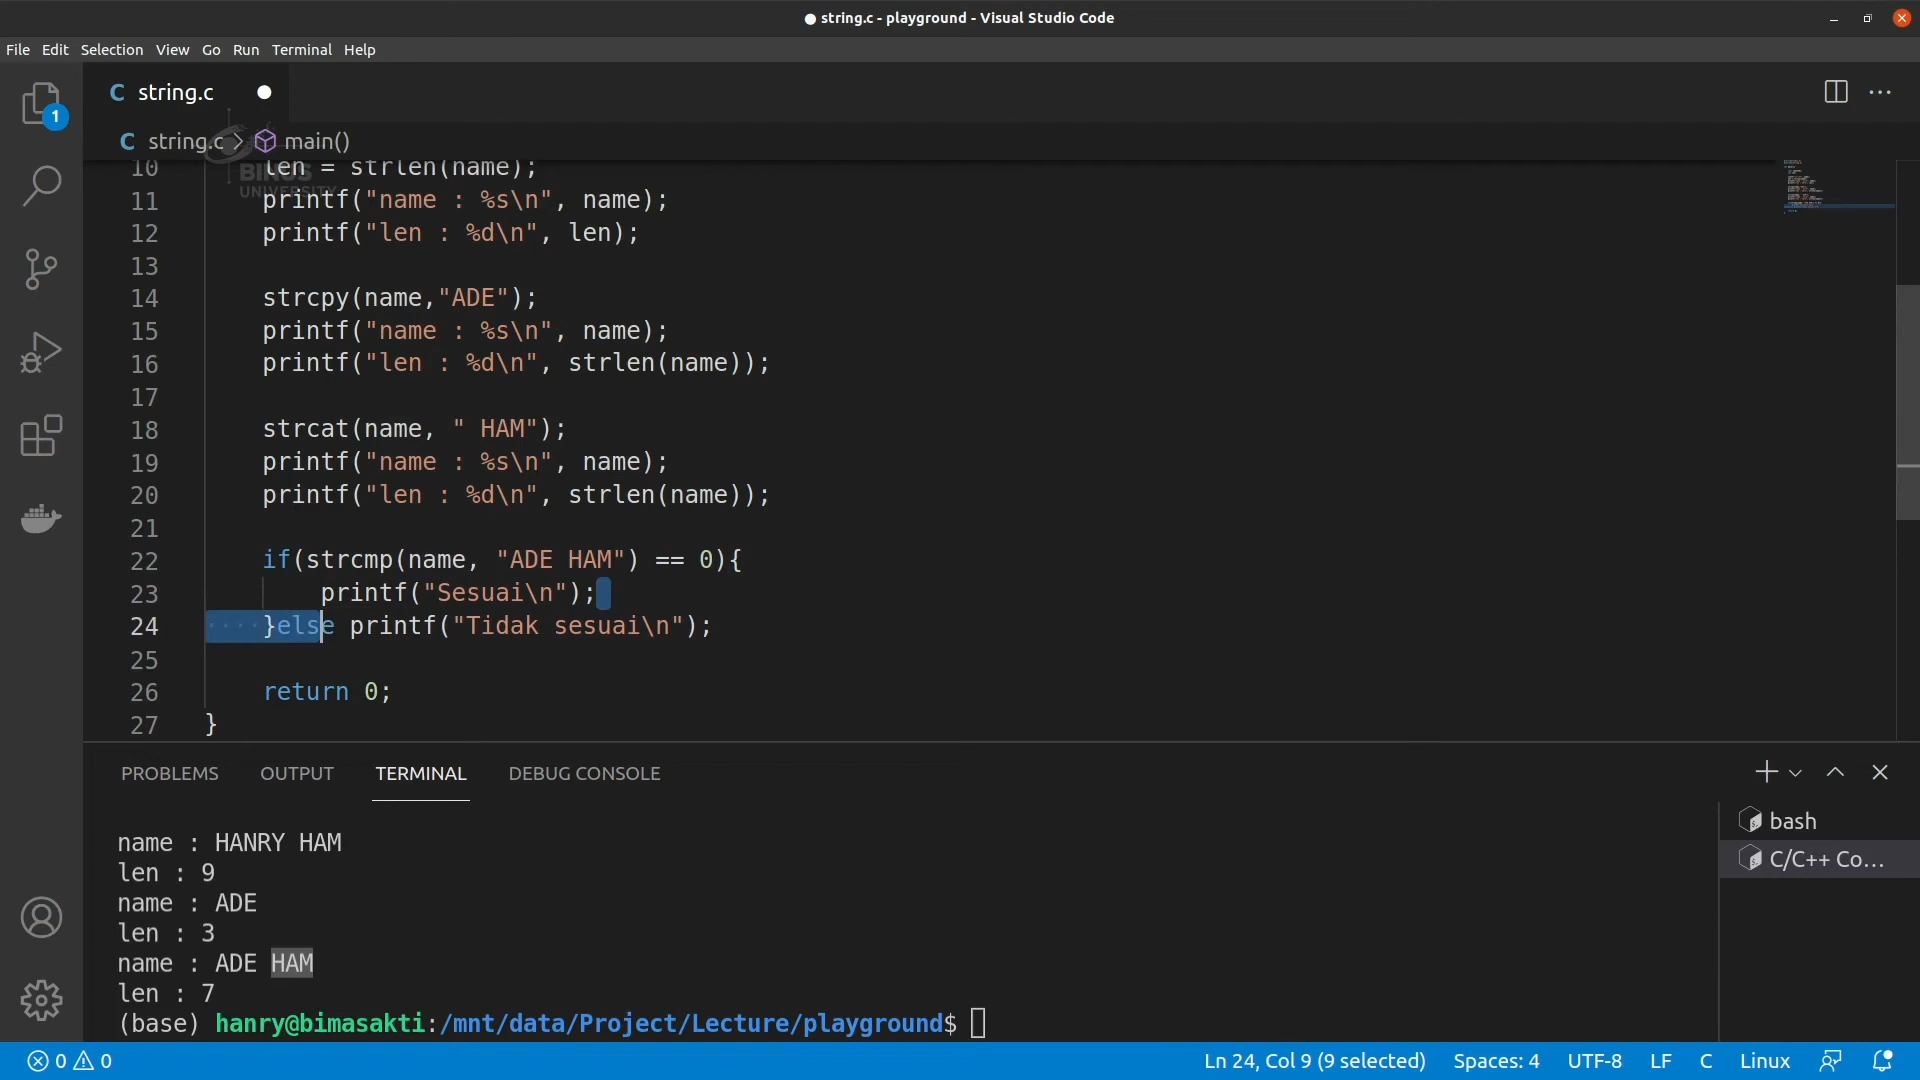 string.c - playground - Visual Studio Code
File Edit Selection View Go Run Terminal Help
C string.c
1
C string.c > main()
BINUS
UNIVERSITY
10 len = strlen(name);
11 printf("name : %s\n", name);
12 printf("len : %d\n", len);
13
14 strcpy(name,"ADE");
15 printf("name : %s\n", name);
16 printf("len : %d\n", strlen(name));
17
18 strcat(name, " HAM");
19 printf("name : %s\n", name);
20 printf("len : %d\n", strlen(name));
21
22 if(strcmp(name, "ADE HAM") == 0){
23 printf("Sesuai\n");
24 }else printf("Tidak sesuai\n");
25
26 return 0;
27 }
PROBLEMS OUTPUT TERMINAL DEBUG CONSOLE
bash
C/C++ Co...
name : HANRY HAM
len : 9
name : ADE
len : 3
name : ADE HAM
len : 7
(base) hanry@bimasakti:/mnt/data/Project/Lecture/playground$
0 0 Ln 24, Col 9 (9 selected) Spaces: 4 UTF-8 LF C Linux